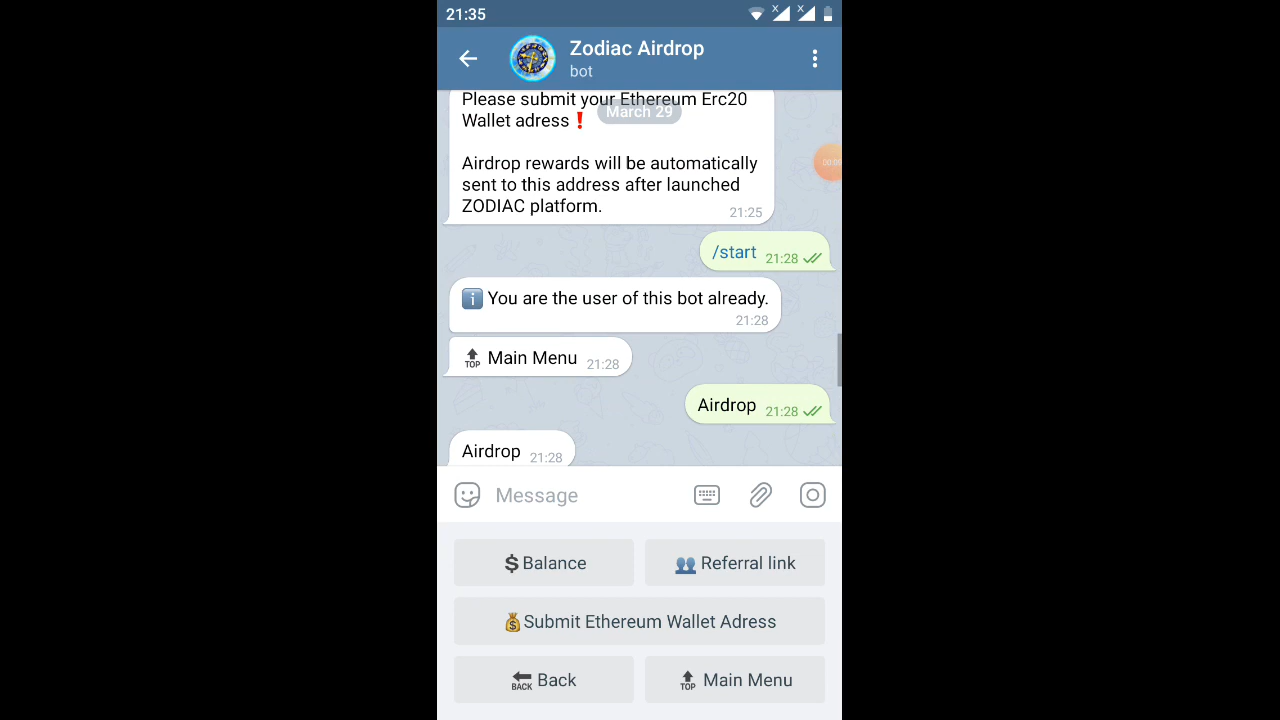 21:35
Zodiac Airdrop
bot
Please submit your Ethereum Erc20
Wallet adress❗
March 29
Airdrop rewards will be automatically
sent to this address after launched
ZODIAC platform.
21:25
/start 21:28
You are the user of this bot already.
21:28
TOP Main Menu 21:28
Airdrop 21:28
Airdrop 21:28
Message
$ Balance
Referral link
Submit Ethereum Wallet Adress
BACK Back
TOP Main Menu